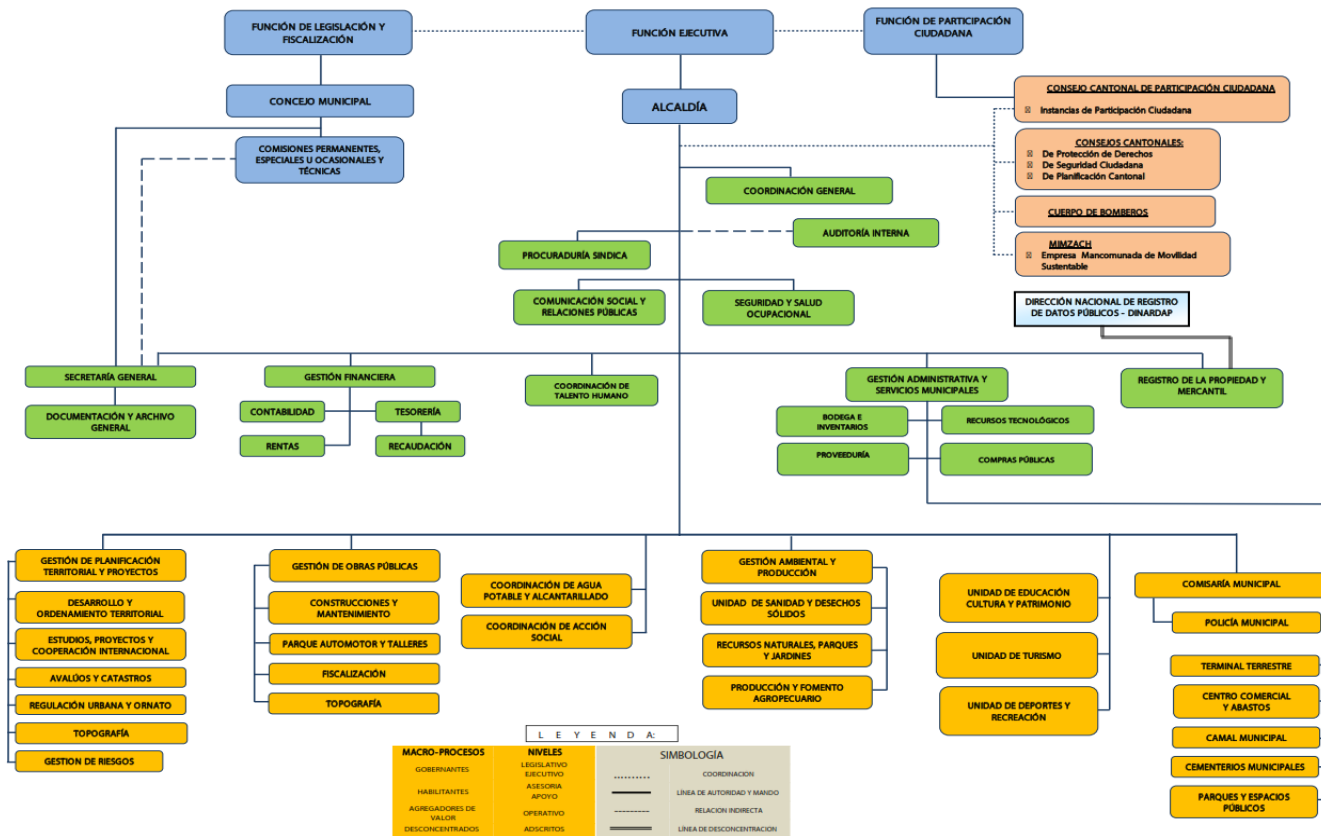 FUNCIÓN DE LEGISLACIÓN Y
FISCALIZACIÓN
FUNCIÓN EJECUTIVA
FUNCIÓN DE PARTICIPACIÓN
CIUDADANA
CONCEJO MUNICIPAL
ALCALDÍA
CONSEJO CANTONAL DE PARTICIPACIÓN CIUDADANA
Instancias de Participación Ciudadana
COMISIONES PERMANENTES,
ESPECIALES U OCASIONALES Y
TÉCNICAS
CONSEJOS CANTONALES:
De Protección de Derechos
De Seguridad Ciudadana
De Planificación Cantonal
COORDINACIÓN GENERAL
CUERPO DE BOMBEROS
AUDITORÍA INTERNA
PROCURADURÍA SINDICA
MIMZACH
Empresa Mancomunada de Movilidad
Sustentable
COMUNICACIÓN SOCIAL Y
RELACIONES PÚBLICAS
SEGURIDAD Y SALUD
OCUPACIONAL
DIRECCIÓN NACIONAL DE REGISTRO
DE DATOS PÚBLICOS - DINARDAP
SECRETARÍA GENERAL
GESTIÓN FINANCIERA
COORDINACIÓN DE
TALENTO HUMANO
GESTIÓN ADMINISTRATIVA Y
SERVICIOS MUNICIPALES
REGISTRO DE LA PROPIEDAD Y
MERCANTIL
DOCUMENTACIÓN Y ARCHIVO
GENERAL
CONTABILIDAD
TESORERÍA
RENTAS
RECAUDACIÓN
BODEGA E
INVENTARIOS
RECURSOS TECNOLÓGICOS
PROVEEDURÍA
COMPRAS PÚBLICAS
GESTIÓN DE PLANIFICACIÓN
TERRITORIAL Y PROYECTOS
DESARROLLO Y
ORDENAMIENTO TERRITORIAL
ESTUDIOS, PROYECTOS Y
COOPERACIÓN INTERNACIONAL
AVALÚOS Y CATASTROS
REGULACIÓN URBANA Y ORNATO
TOPOGRAFÍA
GESTION DE RIESGOS
GESTIÓN DE OBRAS PÚBLICAS
CONSTRUCCIONES Y
MANTENIMIENTO
PARQUE AUTOMOTOR Y TALLERES
FISCALIZACIÓN
TOPOGRAFÍA
COORDINACIÓN DE AGUA
POTABLE Y ALCANTARILLADO
COORDINACIÓN DE ACCIÓN
SOCIAL
GESTIÓN AMBIENTAL Y
PRODUCCIÓN
UNIDAD DE SANIDAD Y DESECHOS
SÓLIDOS
RECURSOS NATURALES, PARQUES
Y JARDINES
PRODUCCIÓN Y FOMENTO
AGROPECUARIO
UNIDAD DE EDUCACIÓN
CULTURA Y PATRIMONIO
UNIDAD DE TURISMO
UNIDAD DE DEPORTES Y
RECREACIÓN
COMISARÍA MUNICIPAL
POLICÍA MUNICIPAL
TERMINAL TERRESTRE
CENTRO COMERCIAL
Y ABASTOS
CAMAL MUNICIPAL
CEMENTERIOS MUNICIPALES
PARQUES Y ESPACIOS
PÚBLICOS
L E Y E N D A:
MACRO-PROCESOS
NIVELES
SIMBOLOGÍA
GOBERNANTES
LEGISLATIVO
EJECUTIVO
COORDINACION
HABILITANTES
ASESORIA
APOYO
LÍNEA DE AUTORIDAD Y MANDO
AGREGADORES DE
VALOR
OPERATIVO
RELACION INDIRECTA
DESCONCENTRADOS
ADSCRITOS
LÍNEA DE DESCONCENTRACION